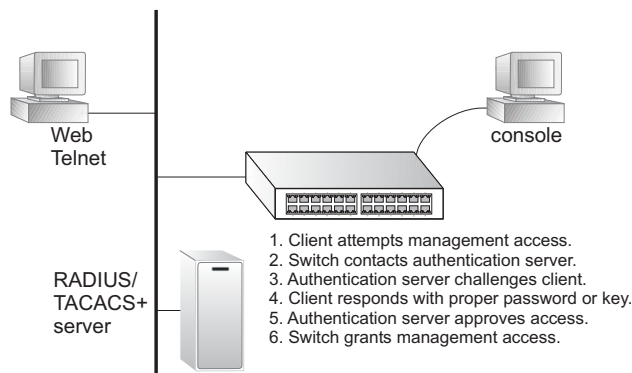 Web
Telnet
console
RADIUS/
TACACS+
server
1. Client attempts management access.
2. Switch contacts authentication server.
3. Authentication server challenges client.
4. Client responds with proper password or key.
5. Authentication server approves access.
6. Switch grants management access.